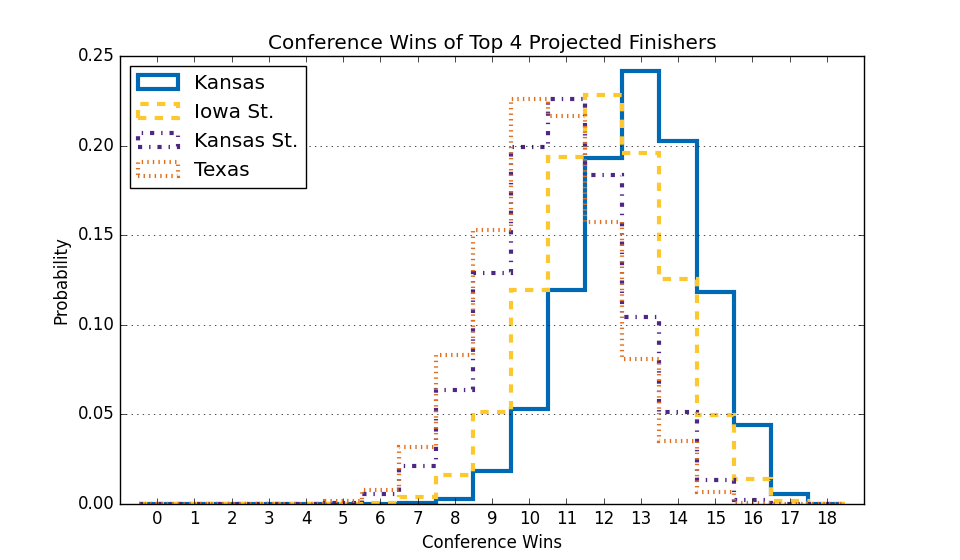 Conference Wins of Top 4 Projected Finishers
0.25
0.20
0.15
0.10
0.05
0.00
Probability
Kansas
Iowa St.
Kansas St.
Texas
0 1 2 3 4 5 6 7 8 9 10 11 12 13 14 15 16 17 18
Conference Wins